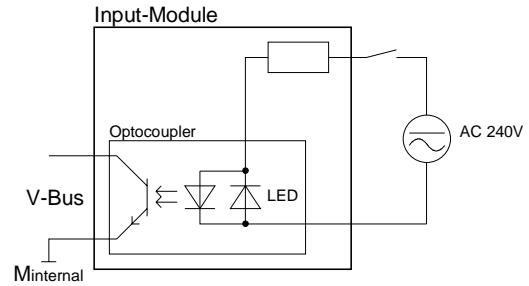 Input-Module
Optocoupler
AC 240V
V-Bus
LED
Minternal